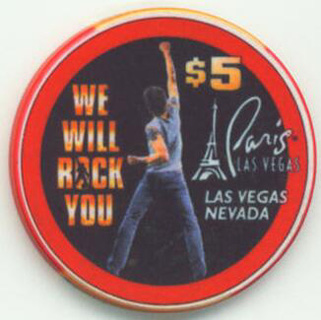 WE
WILL
ROCK
YOU
$5
Paris
LAS VEGAS
LAS VEGAS
NEVADA